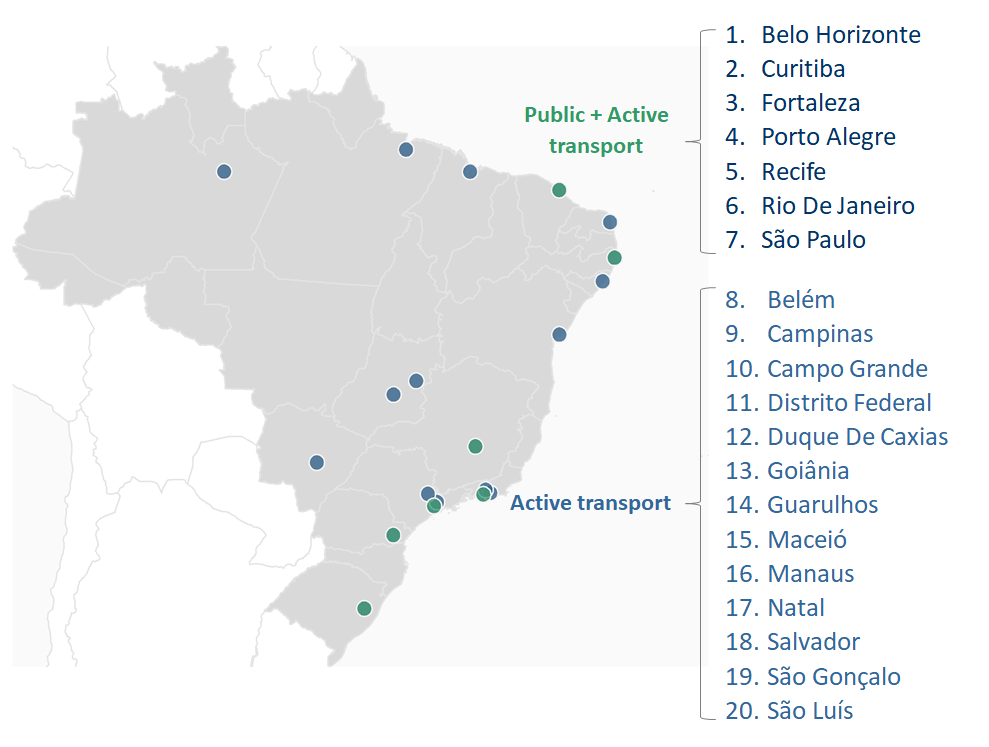 Public + Active
transport
1. Belo Horizonte
2. Curitiba
3. Fortaleza
4. Porto Alegre
5. Recife
6. Rio De Janeiro
7. São Paulo
Active transport
8. Belém
9. Campinas
10. Campo Grande
11. Distrito Federal
12. Duque De Caxias
13. Goiânia
14. Guarulhos
15. Maceió
16. Manaus
17. Natal
18. Salvador
19. São Gonçalo
20. São Luís